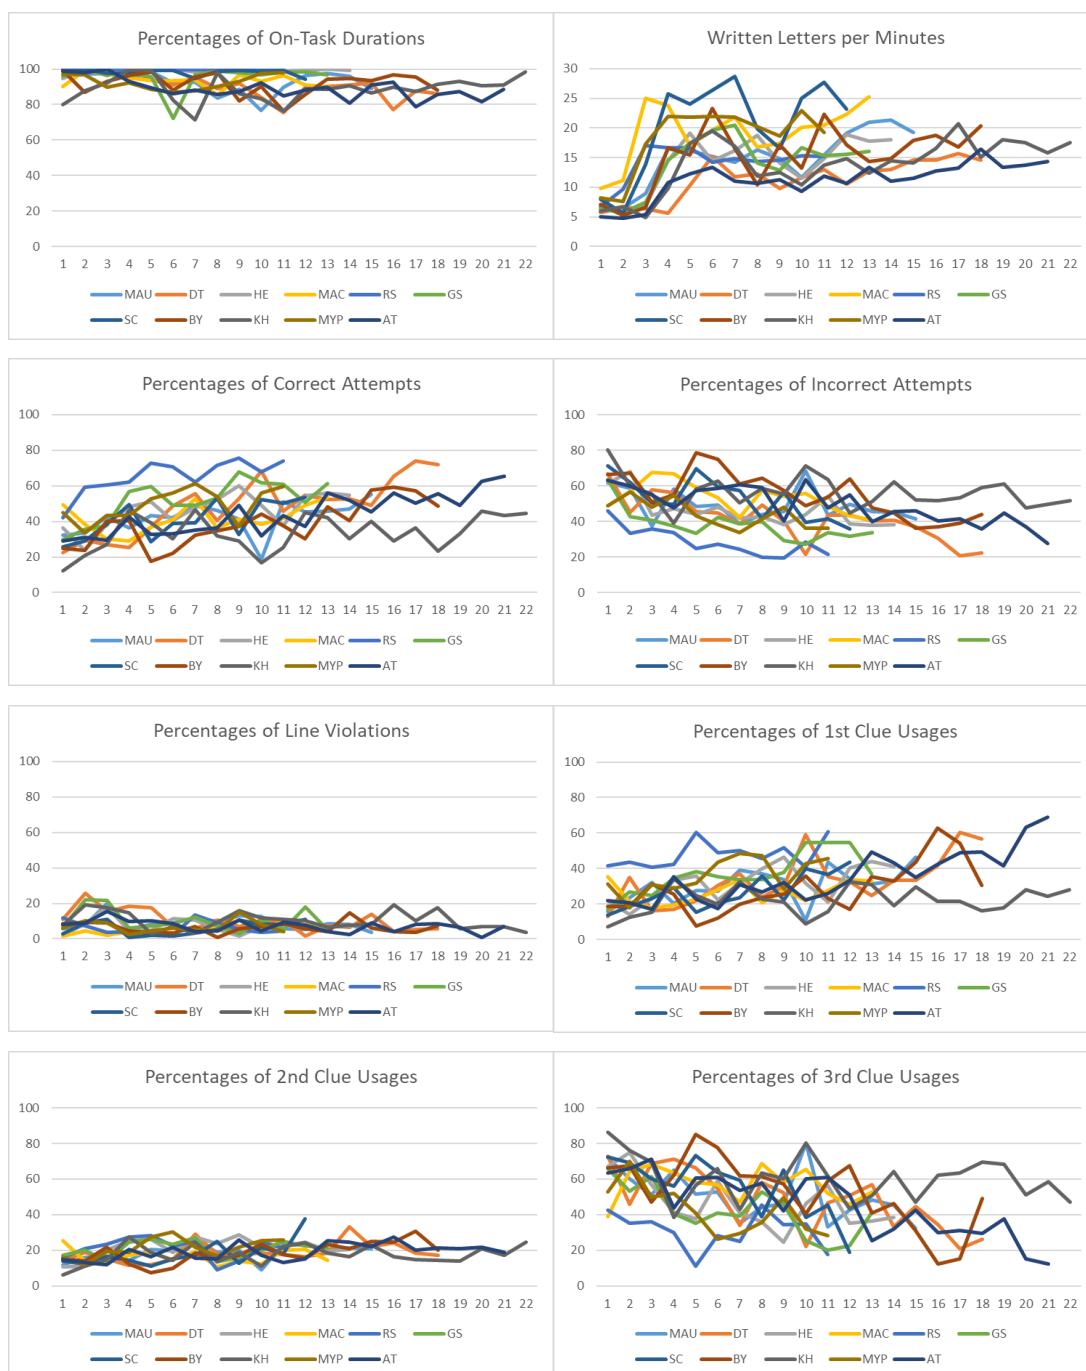 Percentages of On-Task Durations
100
80
60
40
20
0
1 2 3 4 5 6 7 8 9 10 11 12 13 14 15 16 17 18 19 20 21 22
MAU DT HE MAC RS GS
SC BY KH MYP AT
Written Letters per Minutes
30
25
20
15
10
5
0
1 2 3 4 5 6 7 8 9 10 11 12 13 14 15 16 17 18 19 20 21 22
MAU DT HE MAC RS GS
SC BY KH MYP AT
Percentages of Correct Attempts
100
80
60
40
20
0
1 2 3 4 5 6 7 8 9 10 11 12 13 14 15 16 17 18 19 20 21 22
MAU DT HE MAC RS GS
SC BY KH MYP AT
Percentages of Incorrect Attempts
100
80
60
40
20
0
1 2 3 4 5 6 7 8 9 10 11 12 13 14 15 16 17 18 19 20 21 22
MAU DT HE MAC RS GS
SC BY KH MYP AT
Percentages of Line Violations
100
80
60
40
20
0
1 2 3 4 5 6 7 8 9 10 11 12 13 14 15 16 17 18 19 20 21 22
MAU DT HE MAC RS GS
SC BY KH MYP AT
Percentages of 1st Clue Usages
100
80
60
40
20
0
1 2 3 4 5 6 7 8 9 10 11 12 13 14 15 16 17 18 19 20 21 22
MAU DT HE MAC RS GS
SC BY KH MYP AT
Percentages of 2nd Clue Usages
100
80
60
40
20
0
1 2 3 4 5 6 7 8 9 10 11 12 13 14 15 16 17 18 19 20 21 22
MAU DT HE MAC RS GS
SC BY KH MYP AT
Percentages of 3rd Clue Usages
100
80
60
40
20
0
1 2 3 4 5 6 7 8 9 10 11 12 13 14 15 16 17 18 19 20 21 22
MAU DT HE MAC RS GS
SC BY KH MYP AT